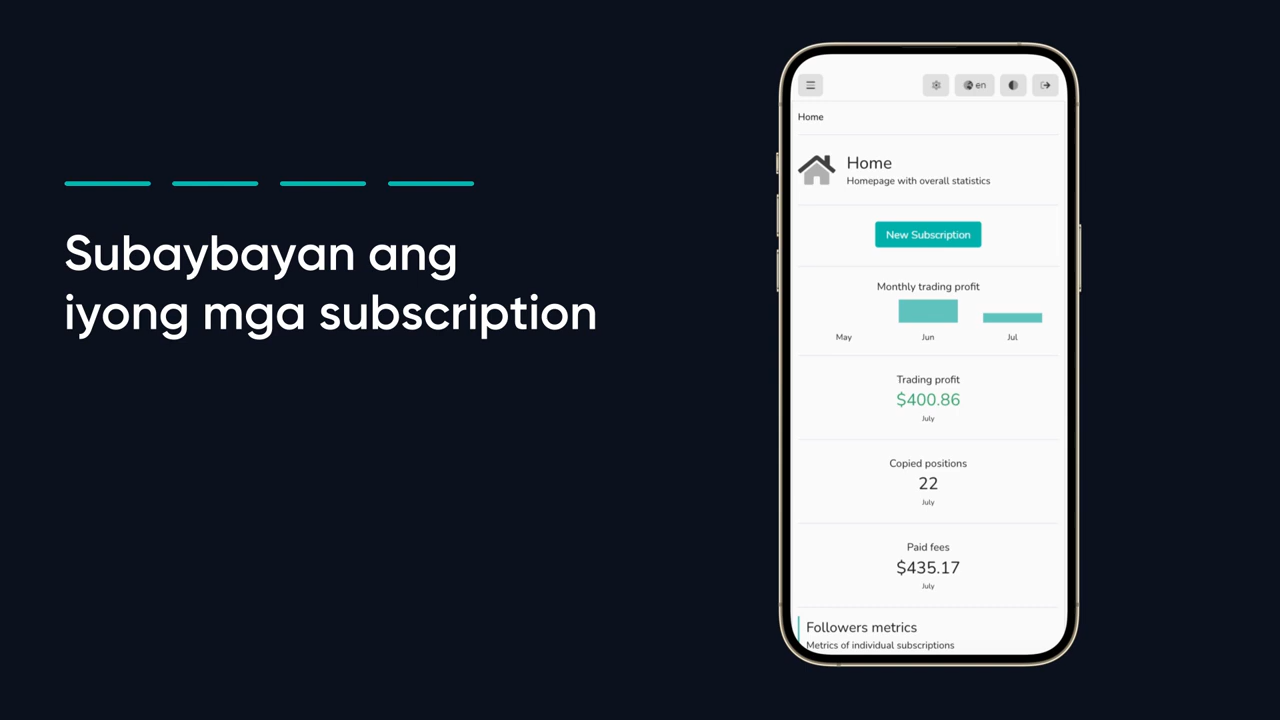 Subaybayan ang
iyong mga subscription
en
Home
Home
Homepage with overall statistics
New Subscription
Monthly trading profit
May Jun Jul
Trading profit
$400.86
July
Copied positions
22
July
Paid fees
$435.17
July
Followers metrics
Metrics of individual subscriptions